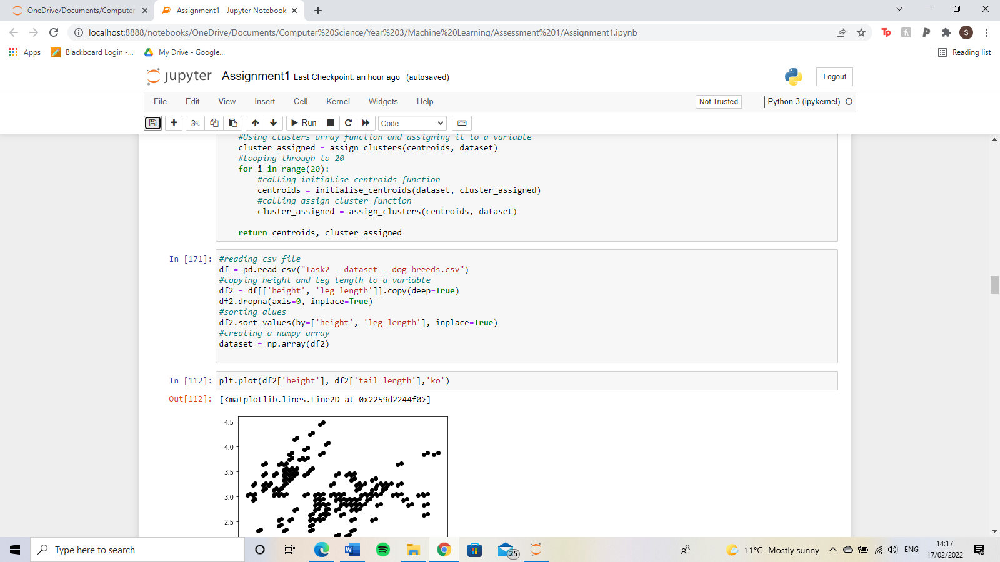 OneDrive/Documents/Computer
Assignment1 - Jupyter Notebook
localhost:8888/notebooks/OneDrive/Documents/Computer%20Science/Year%203/Machine%20Learning/Assessment%201/Assignment1.ipynb
Apps
Blackboard Login -...
My Drive - Google...
Reading list
jupyter Assignment1 Last Checkpoint: an hour ago (autosaved)
Logout
File Edit View Insert Cell Kernel Widgets Help
Not Trusted
Python 3 (ipykernel)
Run
Code
#Using clusters array function and assigning it to a variable
cluster_assigned = assign_clusters(centroids, dataset)
#Looping through to 20
for i in range(20):
#calling initialise centroids function
centroids = initialise_centroids(dataset, cluster_assigned)
#calling assign cluster function
cluster_assigned = assign_clusters(centroids, dataset)
return centroids, cluster_assigned
In [171]:
#reading csv file
df = pd.read_csv("Task2 - dataset - dog_breeds.csv")
#copying height and leg length to a variable
df2 = df[['height', 'leg length']].copy(deep=True)
df2.dropna(axis=0, inplace=True)
#sorting alues
df2.sort_values(by=['height', 'leg length'], inplace=True)
#creating a numpy array
dataset = np.array(df2)
In [112]: plt.plot(df2['height'], df2['tail length'],'ko')
Out[112]: [<matplotlib.lines.Line2D at 0x2259d2244f0>]
4.5
4.0
3.5
3.0
2.5
Type here to search
25
11°C Mostly sunny
ENG
14:17
17/02/2022